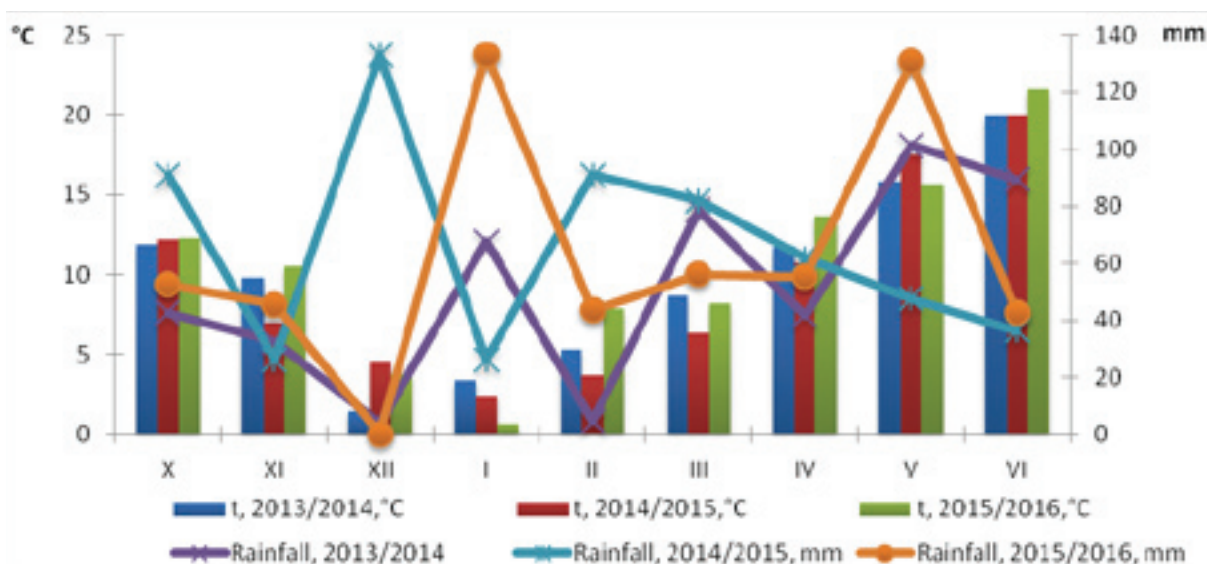 °C mm
25 140
120
20
100
15
80
10 60
40
5
20
0 0
X XI XII I II III IV V VI
t, 2013/2014,°C t, 2014/2015,°C t, 2015/2016,°C
Rainfall, 2013/2014 Rainfall, 2014/2015, mm Rainfall, 2015/2016, mm